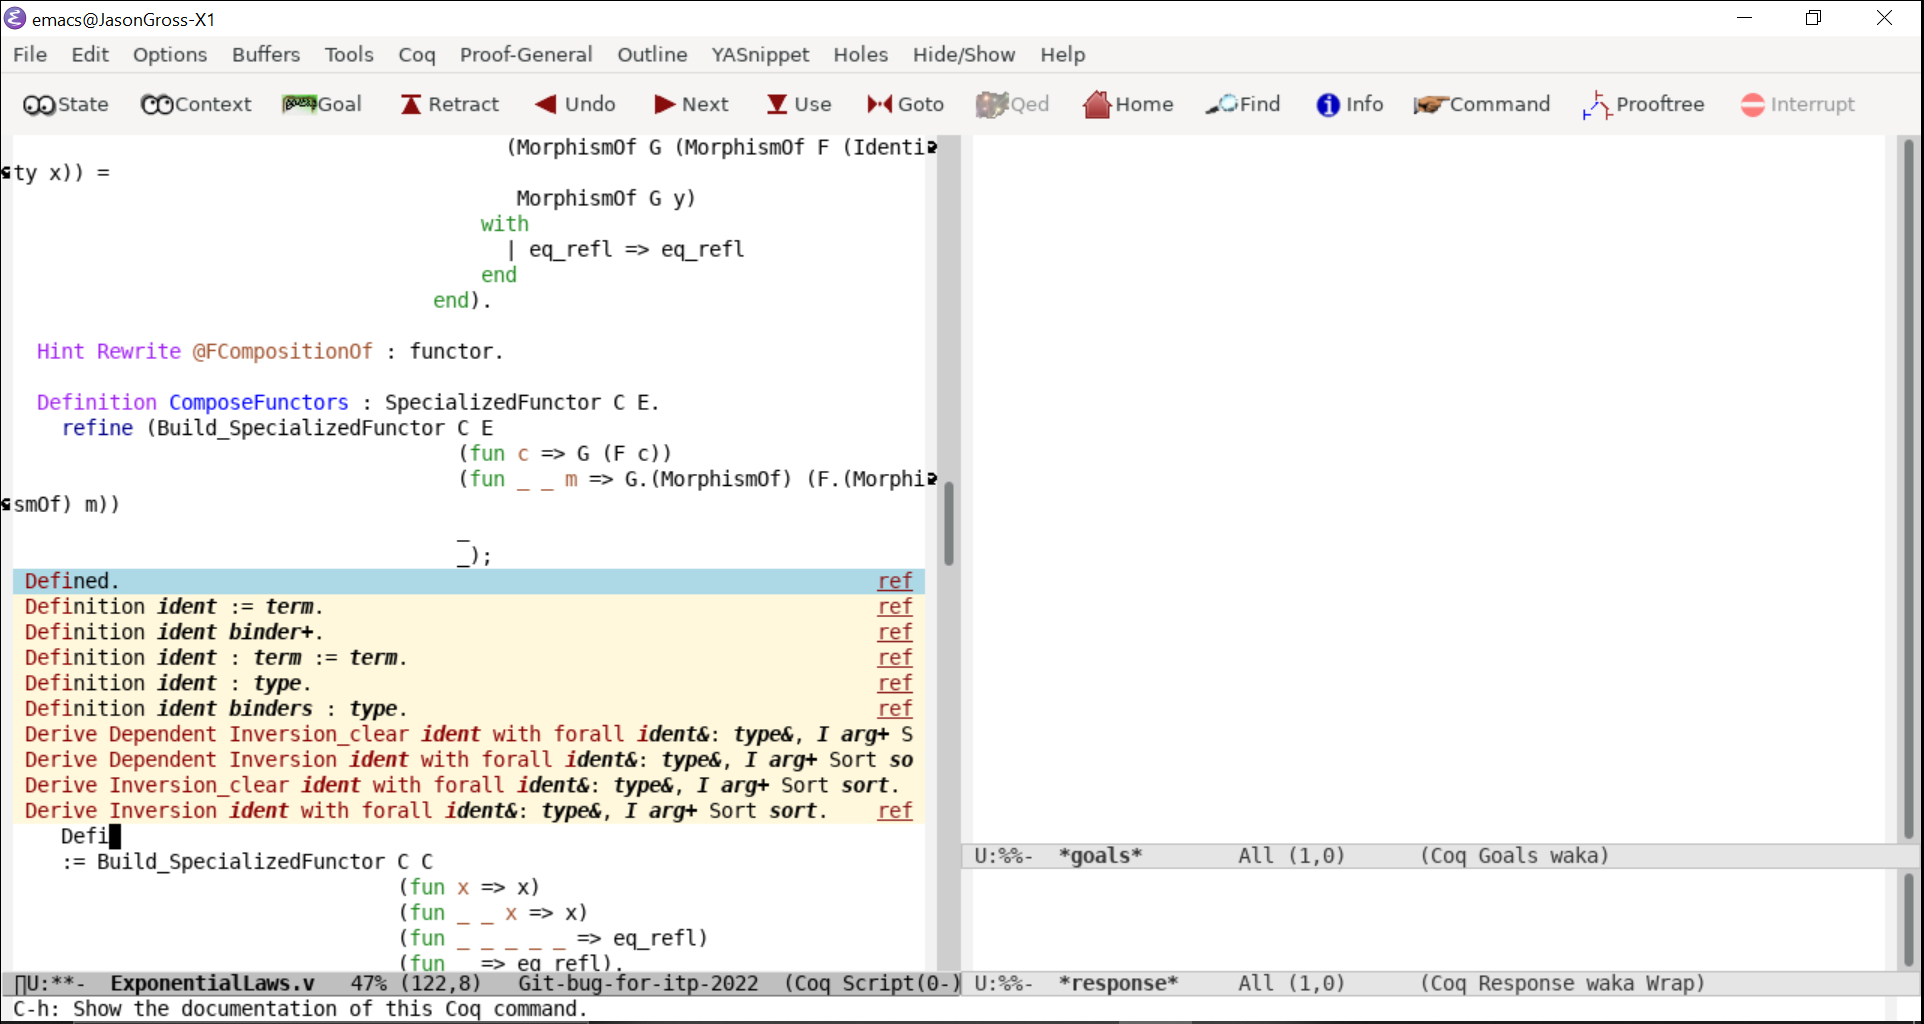 emacs@JasonGross-X1
File Edit Options Buffers Tools Coq Proof-General Outline YASnippet Holes Hide/Show Help
State Context Goal Retract Undo Next Use Goto Qed Home Find Info Command Prooftree Interrupt
(MorphismOf G (MorphismOf F (Identi
ty x)) =
MorphismOf G y)
with
| eq_refl => eq_refl
end
end).
Hint Rewrite @FCompositionOf : functor.
Definition ComposeFunctors : SpecializedFunctor C E.
refine (Build_SpecializedFunctor C E
(fun c => G (F c))
(fun _ _ m => G.(MorphismOf) (F.(Morphi
smOf) m))
_
_);
Defined. ref
Definition ident := term. ref
Definition ident binder+. ref
Definition ident : term := term. ref
Definition ident : type. ref
Definition ident binders : type. ref
Derive Dependent Inversion_clear ident with forall ident&: type&, I arg+ S
Derive Dependent Inversion ident with forall ident&: type&, I arg+ Sort so
Derive Inversion_clear ident with forall ident&: type&, I arg+ Sort sort.
Derive Inversion ident with forall ident&: type&, I arg+ Sort sort. ref
Defi
:= Build_SpecializedFunctor C C
(fun x => x)
(fun _ _ x => x)
(fun _ _ _ _ _ => eq_refl)
(fun => eq_refl).
U:**- ExponentialLaws.v 47% (122,8) Git-bug-for-itp-2022 (Coq Script(0-)
C-h: Show the documentation of this Coq command.
U:%%- *goals* All (1,0) (Coq Goals waka)
U:%%- *response* All (1,0) (Coq Response waka Wrap)